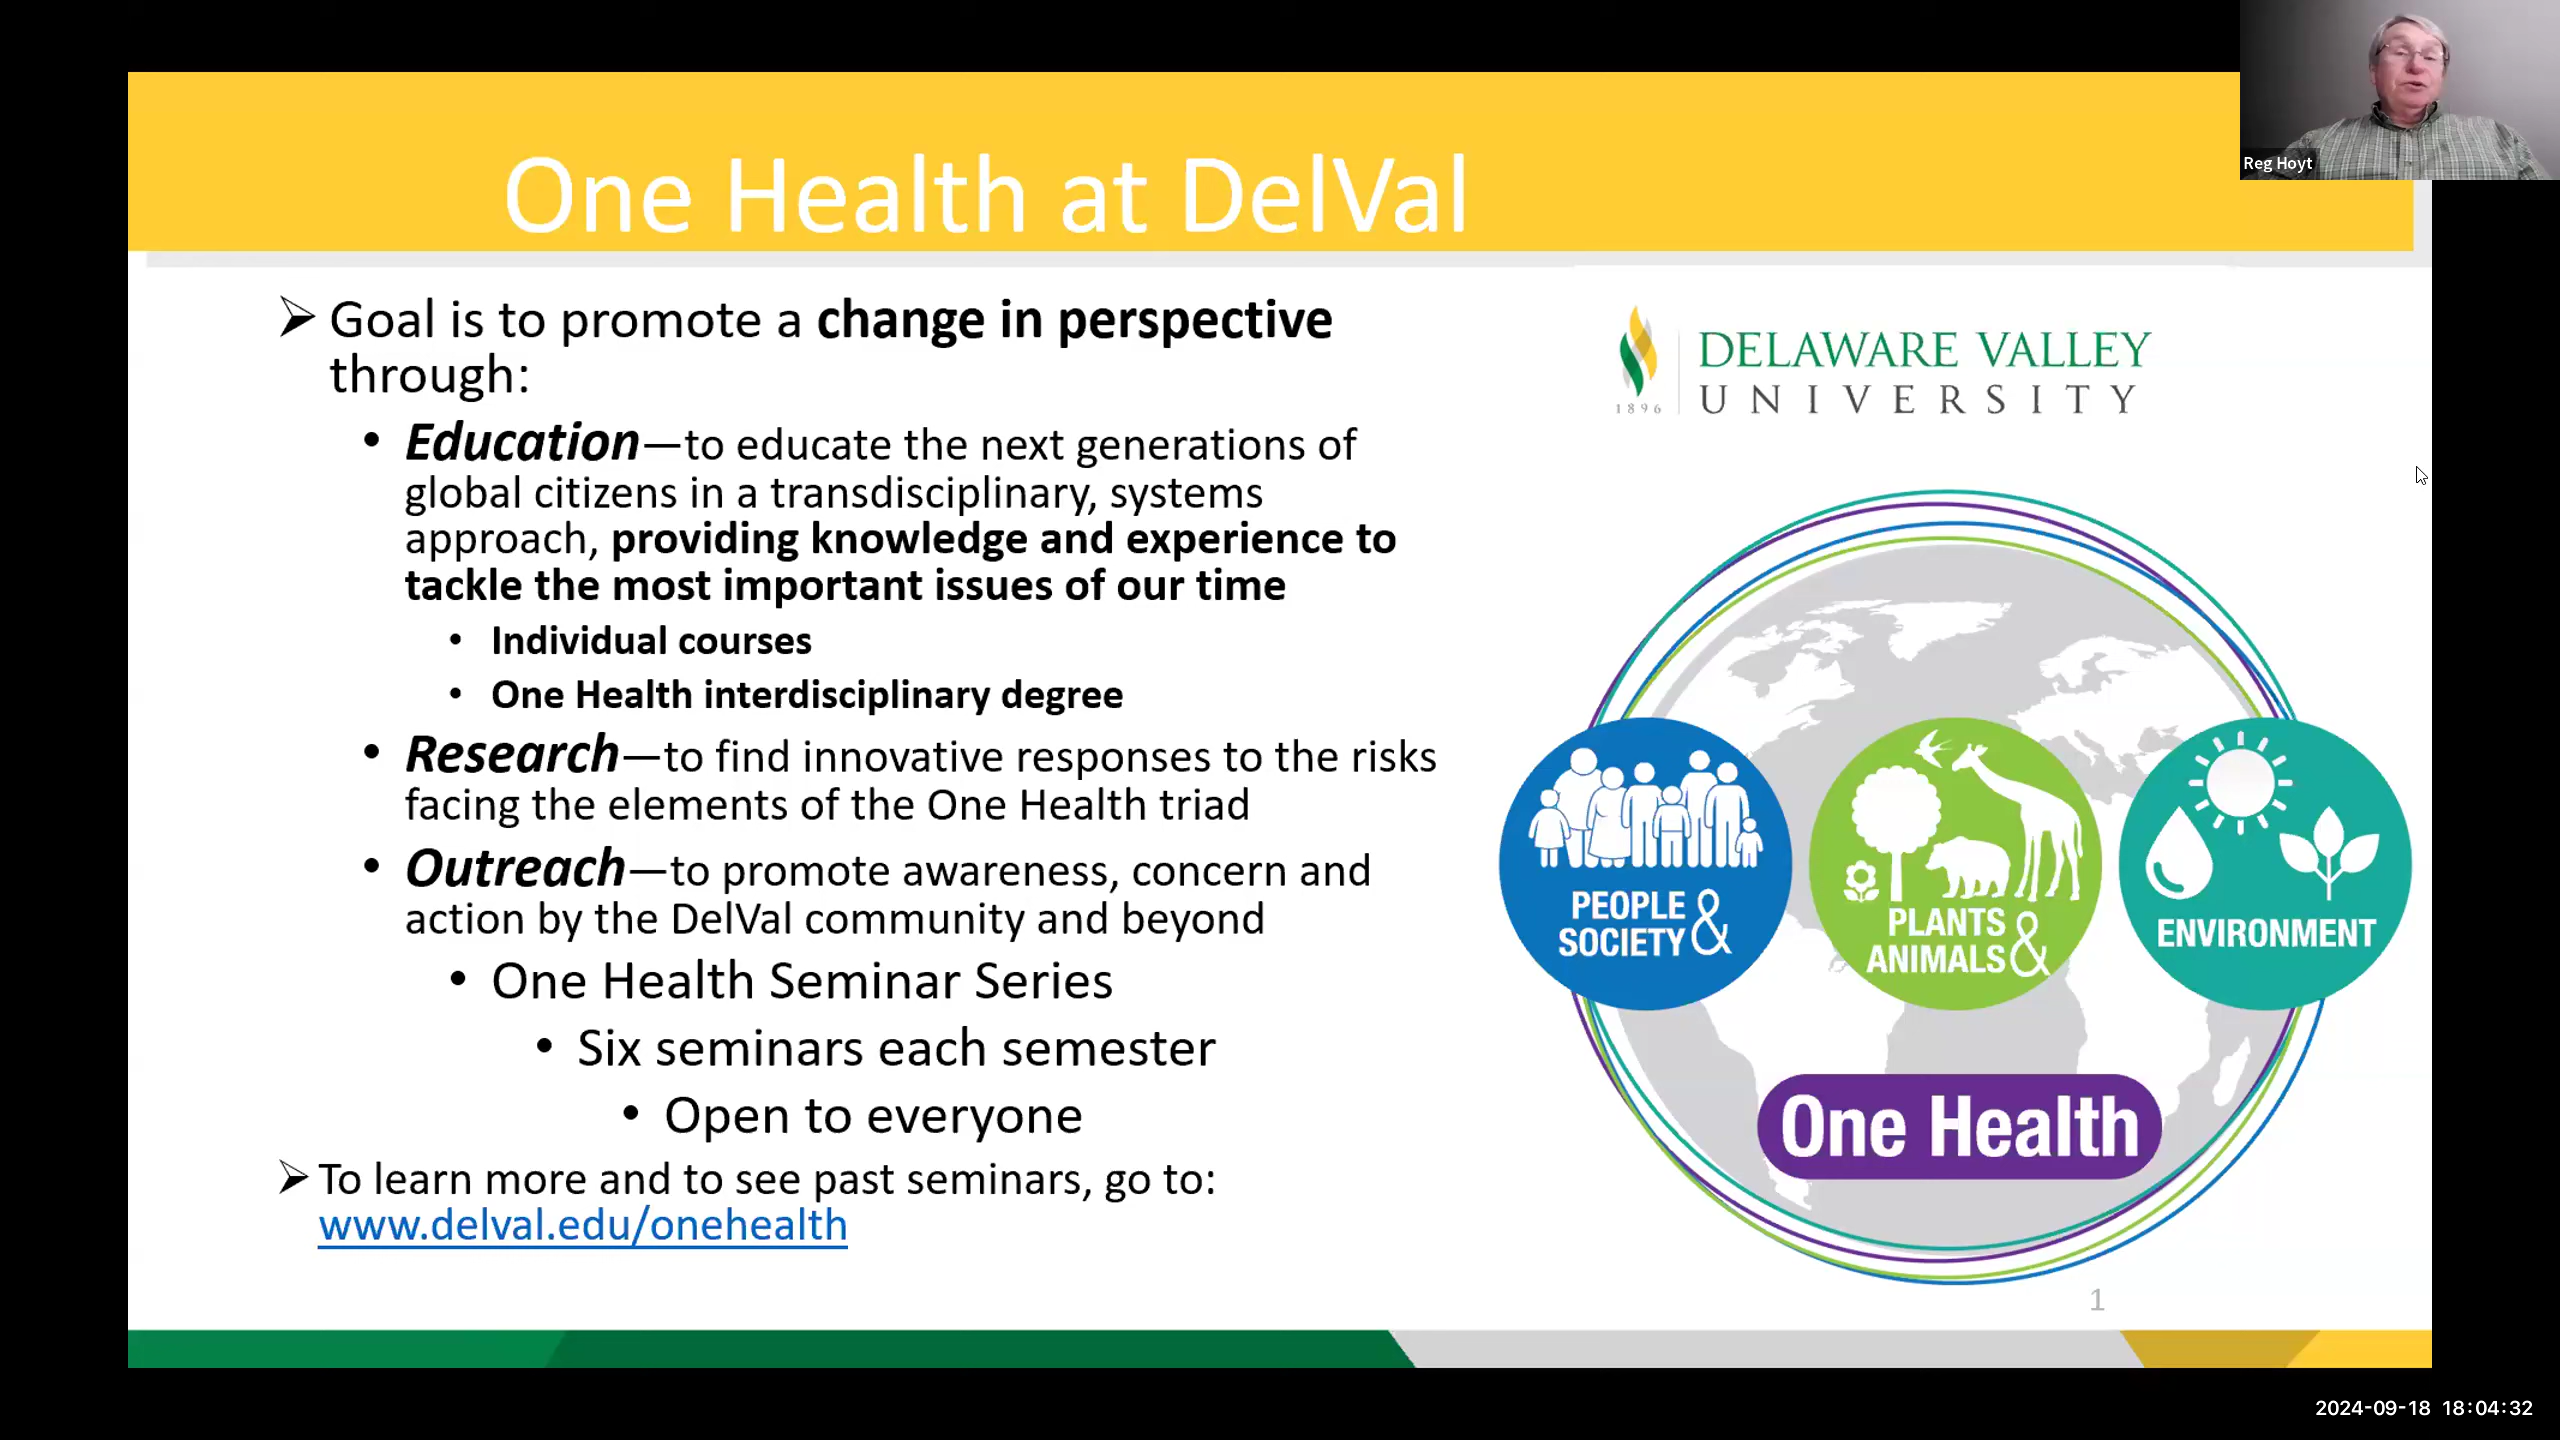 One Health at DelVal
Reg Hoyt
➢ Goal is to promote a change in perspective
through:
• Education—to educate the next generations of
global citizens in a transdisciplinary, systems
approach, providing knowledge and experience to
tackle the most important issues of our time
• Individual courses
• One Health interdisciplinary degree
• Research—to find innovative responses to the risks
facing the elements of the One Health triad
• Outreach—to promote awareness, concern and
action by the DelVal community and beyond
• One Health Seminar Series
• Six seminars each semester
• Open to everyone
➢ To learn more and to see past seminars, go to:
www.delval.edu/onehealth
1896
DELAWARE VALLEY
UNIVERSITY
PEOPLE &
SOCIETY
PLANTS &
ANIMALS
ENVIRONMENT
One Health
1
2024-09-18 18:04:32